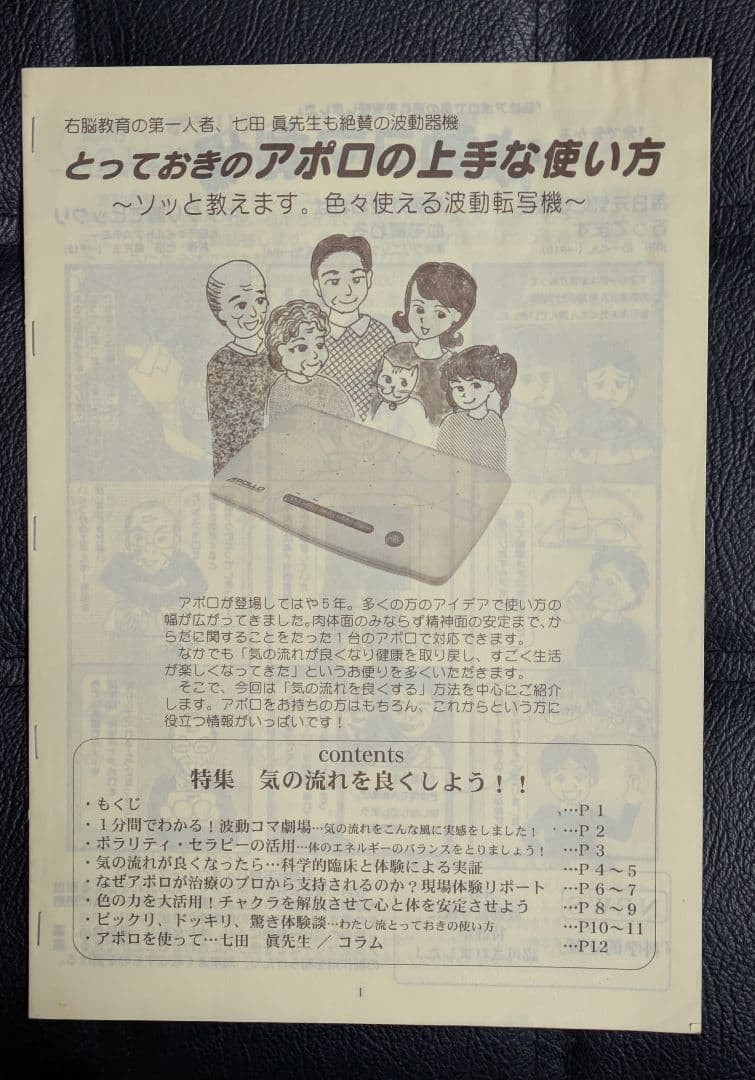 右脳教育の第一人者、七田 眞先生も絶賛の波動器機
とっておきのアポロの上手な使い方
～ソッと教えます。色々使える波動転写機～
APOLLO
アポロが登場してはや5年。多くの方のアイデアで使い方の
幅が広がってきました。肉体面のみならず精神面の安定まで、か
らだに関することをたった1台のアポロで対応できます。
なかでも「気の流れが良くなり健康を取り戻し、すごく生活
が楽しくなってきた」というお便りを多くいただきます。
そこで、今回は「気の流れを良くする」方法を中心にご紹介
します。アポロをお持ちの方はもちろん、これからという方に
役立つ情報がいっぱいです！
contents
特集　気の流れを良くしよう！！
・もくじ …P 1
・1分間でわかる！波動コマ劇場…気の流れをこんな風に実感をしました！ …P 2
・ポラリティ・セラピーの活用…体のエネルギーのバランスをとりましょう！ …P 3
・気の流れが良くなったら…科学的臨床と体験による実証 …P 4～5
・なぜアポロが治療のプロから支持されるのか？現場体験リポート …P 6～7
・色の力を大活用！チャクラを解放させて心と体を安定させよう …P 8～9
・ビックリ、ドッキリ、驚き体験談…わたし流とっておきの使い方 …P10～11
・アポロを使って…七田　眞先生 ／ コラム …P12
1